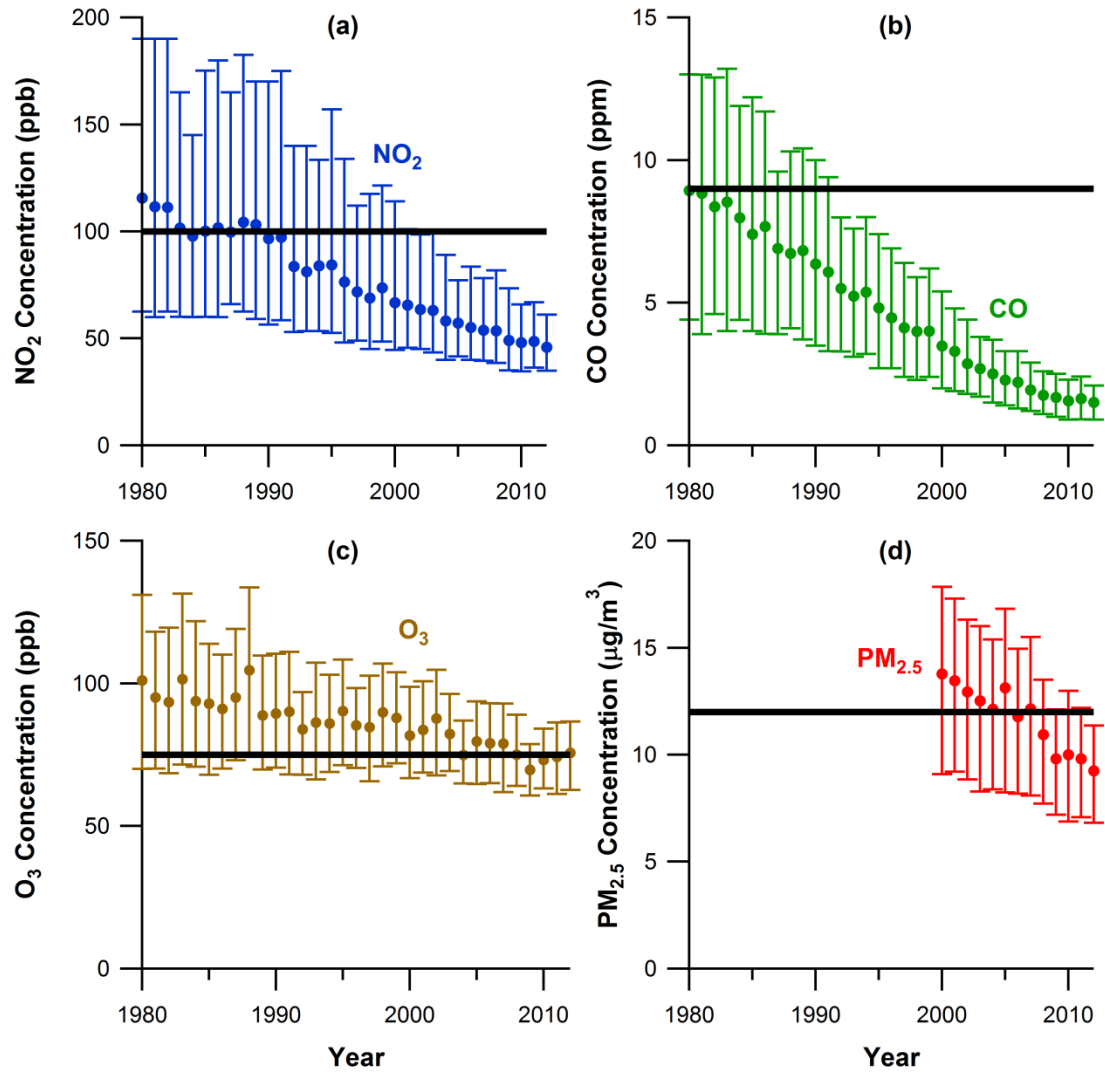 (a)
NO₂ Concentration (ppb)
200
150
100
50
0
NO₂
1980
1990
2000
2010
(b)
CO Concentration (ppm)
15
10
5
0
CO
1980
1990
2000
2010
(c)
O₃ Concentration (ppb)
150
100
50
0
O₃
1980
1990
2000
2010
Year
(d)
PM₂.₅ Concentration (µg/m³)
20
15
10
5
0
PM₂.₅
1980
1990
2000
2010
Year